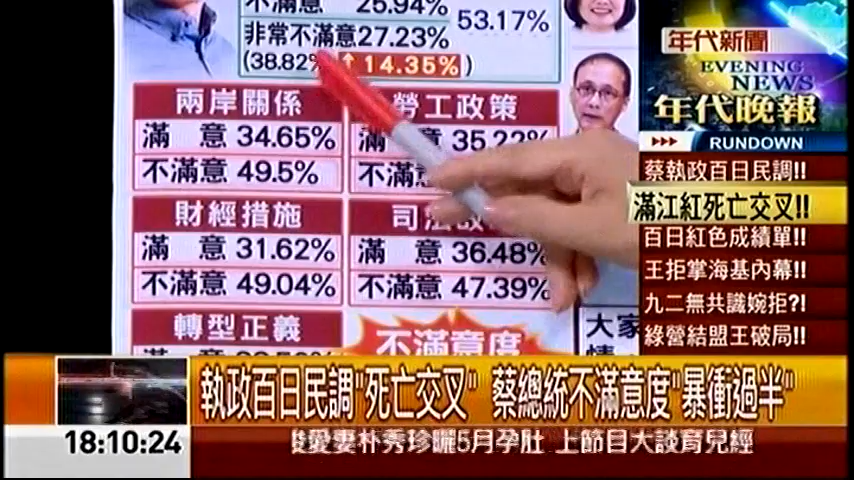 不滿意 25.94%
53.17%
非常不滿意27.23%
(38.82% ↑14.35%)
兩岸關係
滿 意 34.65%
不滿意 49.5%
勞工政策
滿 意 35.22%
不滿意
財經措施
滿 意 31.62%
不滿意 49.04%
司法
滿 意 36.48%
不滿意 47.39%
轉型正義
不滿意度
大家
年代新聞
EVENING
NEWS
年代晚報
RUNDOWN
蔡執政百日民調!!
滿江紅死亡交叉!!
百日紅色成績單!!
王拒掌海基內幕!!
九二無共識婉拒?!
綠營結盟王破局!!
執政百日民調"死亡交叉" 蔡總統不滿意度"暴衝過半"
18:10:24
愛妻朴秀珍曬5月孕肚 上節目大談育兒經